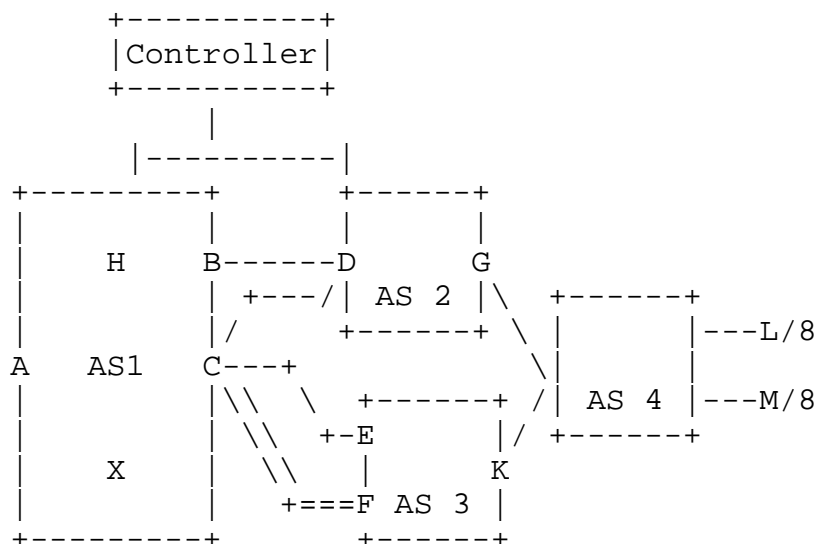 Controller
H B D G
AS 2
L/8
A AS1 C
AS 4 M/8
E
X K
F AS 3